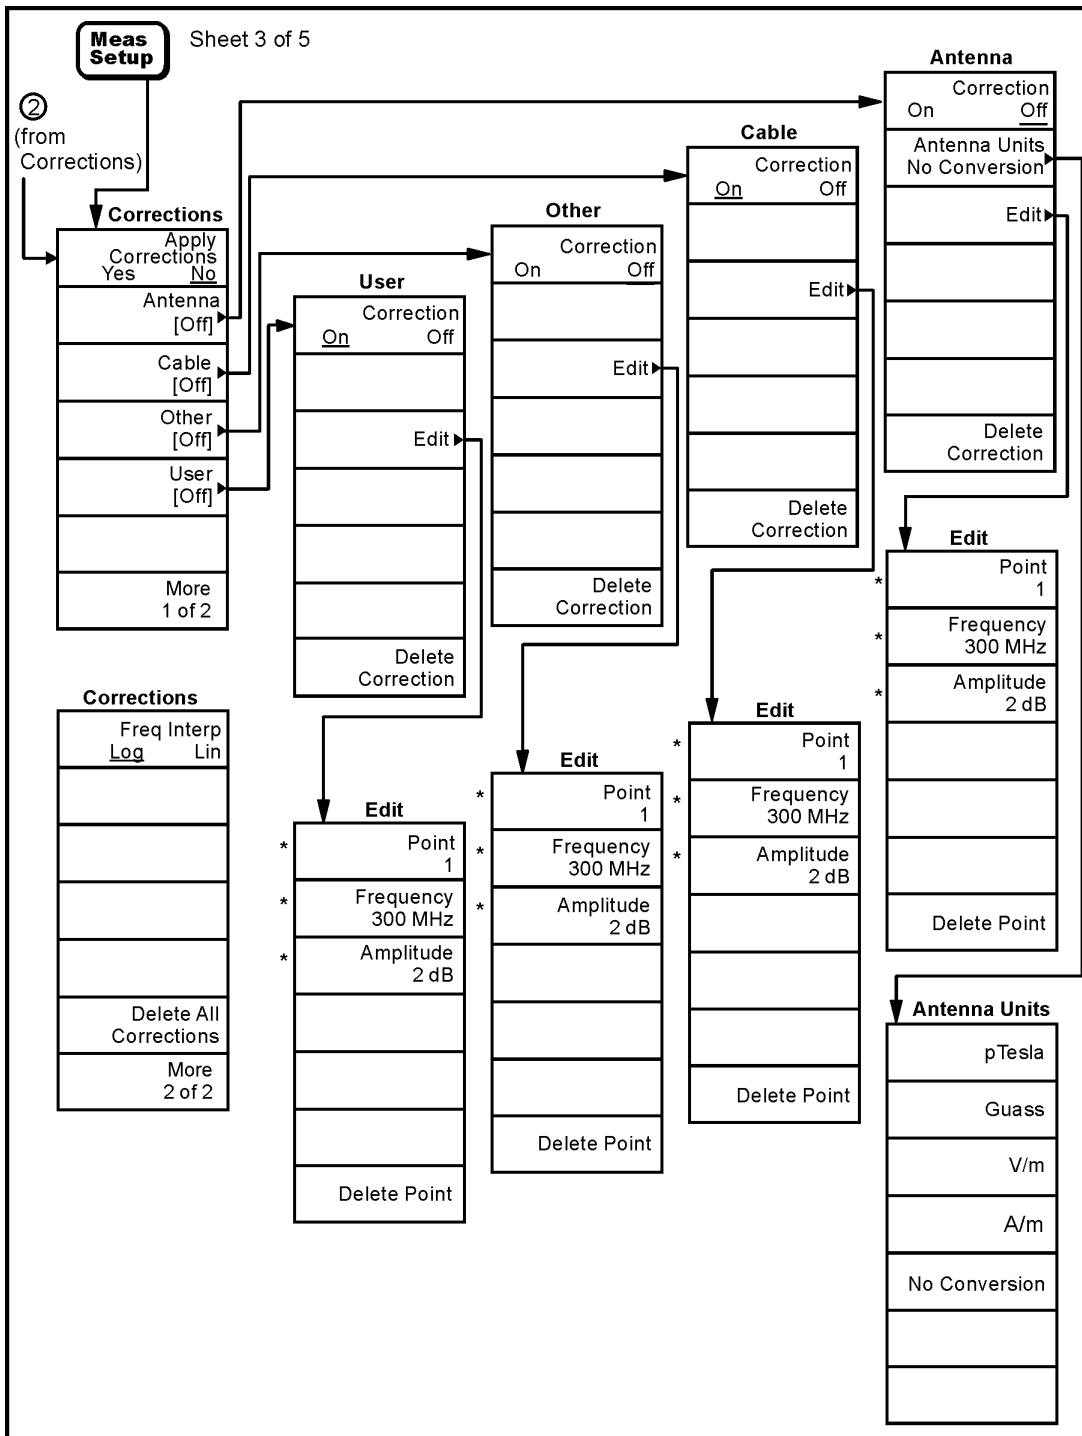 Meas
Setup
Sheet 3 of 5
2
(from
Corrections)
Corrections
Apply
Corrections
Yes No
Antenna
[Off]
Cable
[Off]
Other
[Off]
User
[Off]
More
1 of 2
Corrections
Freq Interp
Log Lin
Delete All
Corrections
More
2 of 2
User
Correction
On Off
Edit
Delete
Correction
Edit
* Point
1
* Frequency
300 MHz
* Amplitude
2 dB
Delete Point
Other
Correction
On Off
Edit
Delete
Correction
Edit
* Point
1
* Frequency
300 MHz
* Amplitude
2 dB
Delete Point
Cable
Correction
On Off
Edit
Delete
Correction
Edit
* Point
1
* Frequency
300 MHz
* Amplitude
2 dB
Delete Point
Antenna
Correction
On Off
Antenna Units
No Conversion
Edit
Delete
Correction
Edit
* Point
1
* Frequency
300 MHz
* Amplitude
2 dB
Delete Point
Antenna Units
pTesla
Guass
V/m
A/m
No Conversion